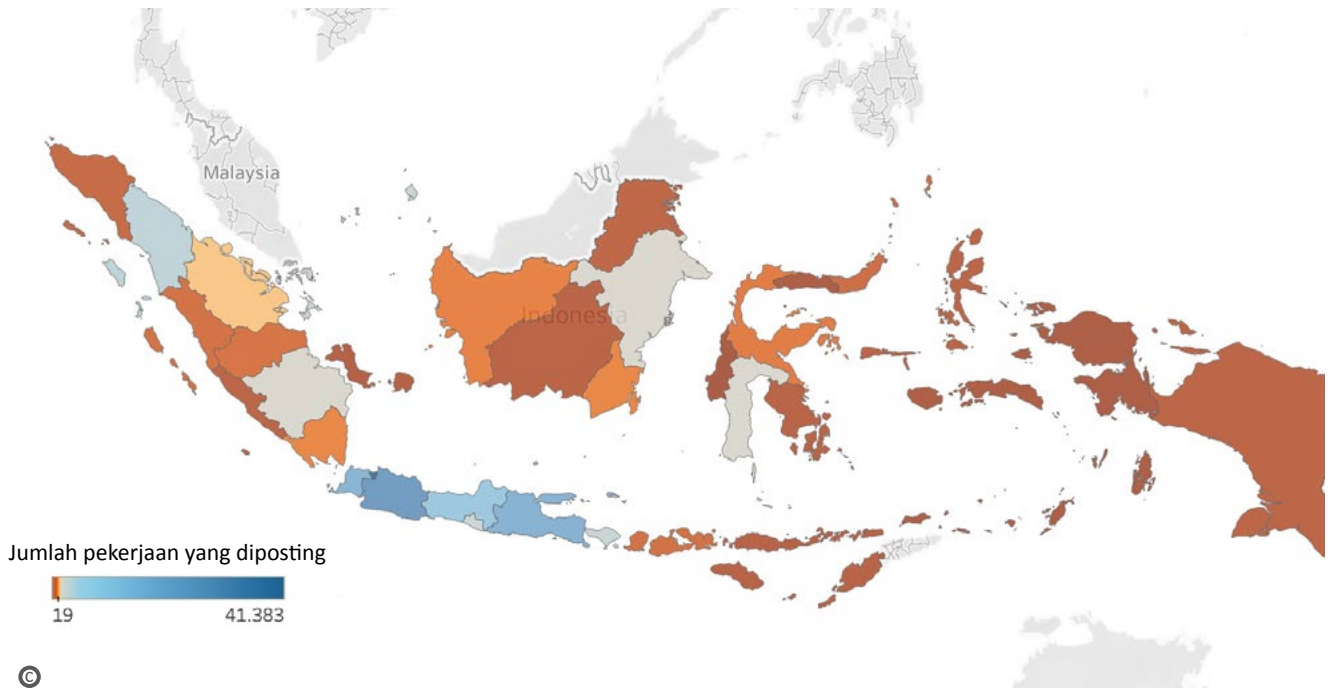 Malaysia
Indonesia
Jumlah pekerjaan yang diposting
19 41.383
©